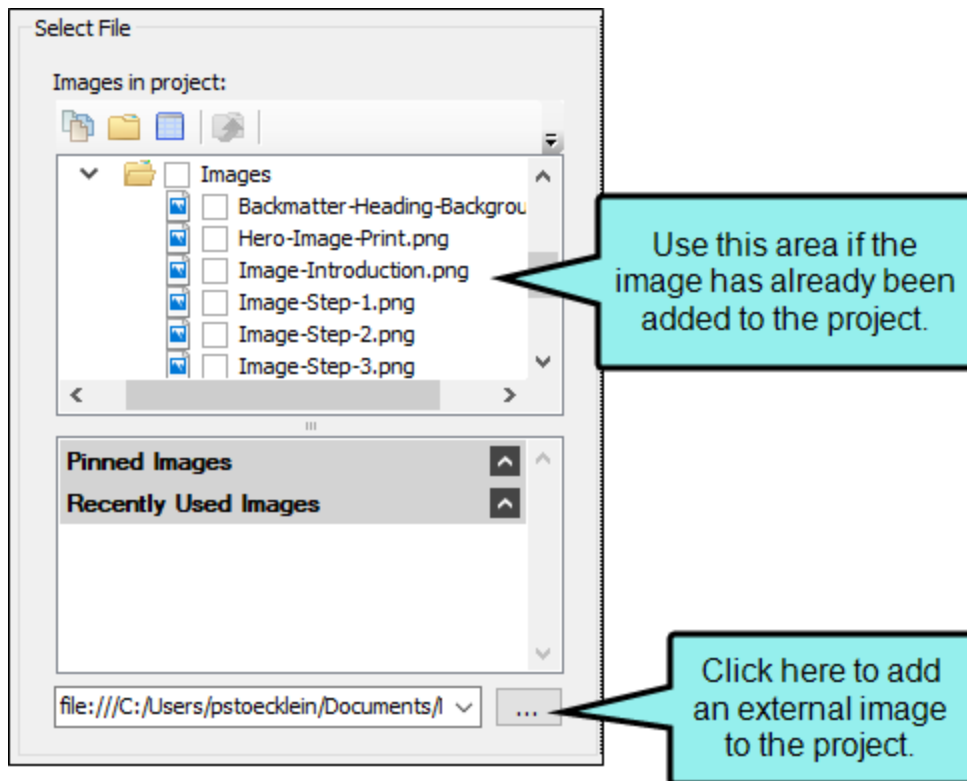 Select File
Images in project:
Images
Backmatter-Heading-Backgrou
Hero-Image-Print.png
Image-Introduction.png
Image-Step-1.png
Image-Step-2.png
Image-Step-3.png
Use this area if the
image has already been
added to the project.
Pinned Images
Recently Used Images
file:///C:/Users/pstoecklein/Documents/
...
Click here to add
an external image
to the project.